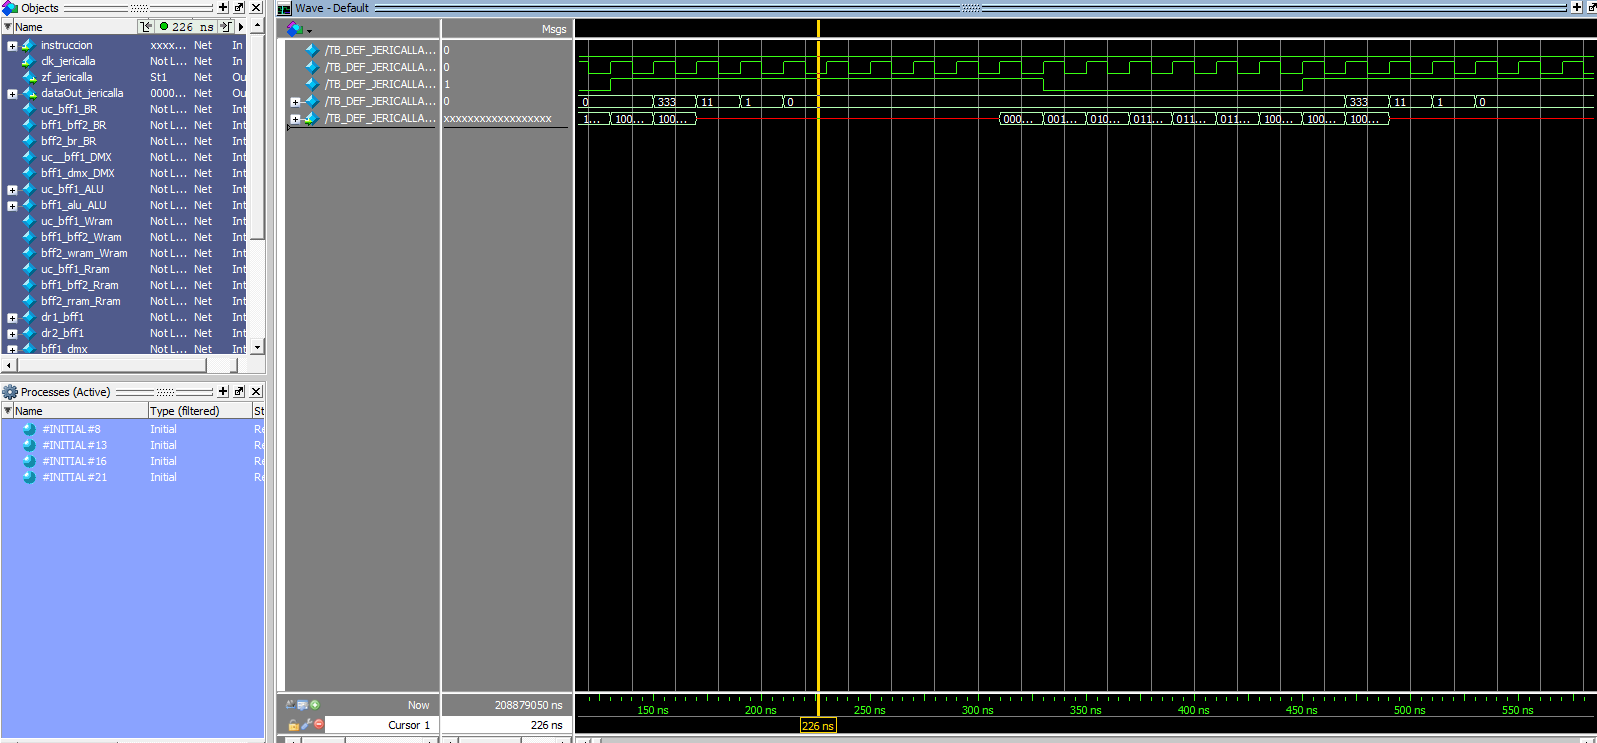 Objects
Name 226 ns
instruccion xxxx... Net In
clk_jericalla Not L... Net In
zf_jericalla St1 Net Ou
dataOut_jericalla 0000... Net Ou
uc_bff1_BR Not L... Net Int
bff1_bff2_BR Not L... Net Int
bff2_br_BR Not L... Net Int
uc__bff1_DMX Not L... Net Int
bff1_dmx_DMX Not L... Net Int
uc_bff1_ALU Not L... Net Int
bff1_alu_ALU Not L... Net Int
uc_bff1_Wram Not L... Net Int
bff1_bff2_Wram Not L... Net Int
bff2_wram_Wram Not L... Net Int
uc_bff1_Rram Not L... Net Int
bff1_bff2_Rram Not L... Net Int
bff2_rram_Rram Not L... Net Int
dr1_bff1 Not L... Net Int
dr2_bff1 Not L... Net Int
bff1_dmx Not L... Net Int
Processes (Active)
Name Type (filtered) St
#INITIAL#8 Initial Re
#INITIAL#13 Initial Re
#INITIAL#16 Initial Re
#INITIAL#21 Initial Re
Wave - Default
Msgs
/TB_DEF_JERICALLA... 0
/TB_DEF_JERICALLA... 0
/TB_DEF_JERICALLA... 1
/TB_DEF_JERICALLA... 0 0 333 11 1 0 333 11 1 0
/TB_DEF_JERICALLA... xxxxxxxxxxxxxxxxxx 1... 100... 100... 000... 001... 010... 011... 011... 011... 100... 100... 100...
Now 208879050 ns 150 ns 200 ns 250 ns 300 ns 350 ns 400 ns 450 ns 500 ns 550 ns
Cursor 1 226 ns 226 ns